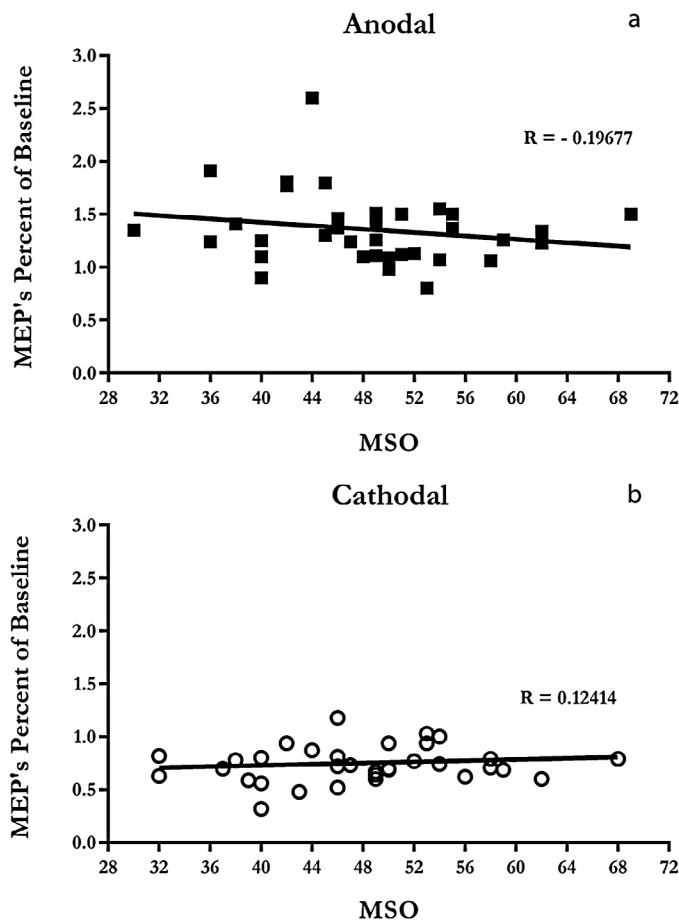 Anodal
a
MEP's Percent of Baseline
3.0
2.5
2.0
1.5
1.0
0.5
0.0
R = - 0.19677
28 32 36 40 44 48 52 56 60 64 68 72
MSO
Cathodal
b
MEP's Percent of Baseline
3.0
2.5
2.0
1.5
1.0
0.5
0.0
R = 0.12414
28 32 36 40 44 48 52 56 60 64 68 72
MSO